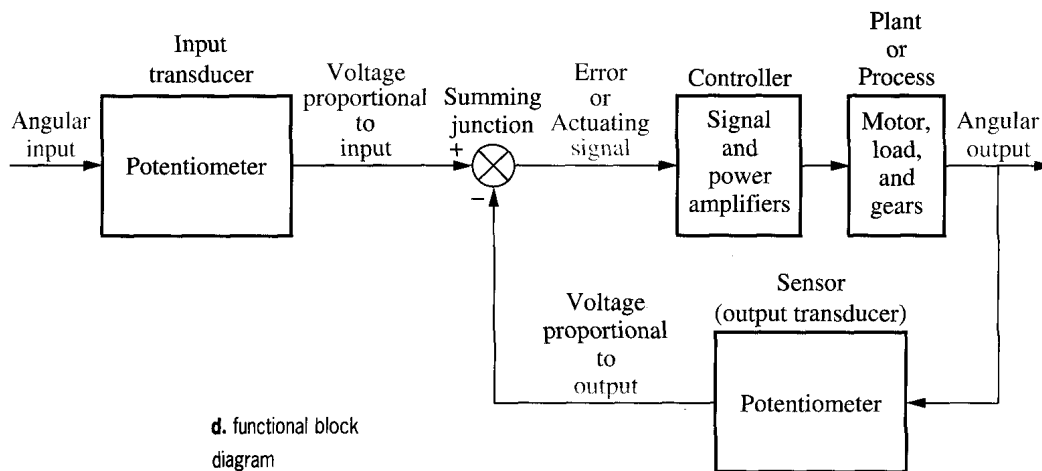 Input
transducer
Angular
input
Potentiometer
Voltage
proportional
to
input
Summing
junction
+
−
Error
or
Actuating
signal
Controller
Signal
and
power
amplifiers
Plant
or
Process
Motor,
load,
and
gears
Angular
output
Voltage
proportional
to
output
Sensor
(output transducer)
Potentiometer
d. functional block
diagram